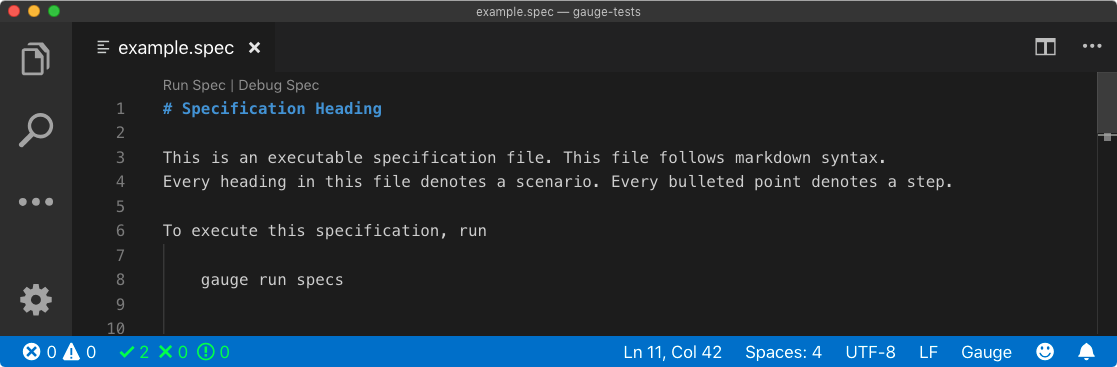 example.spec — gauge-tests
example.spec
Run Spec | Debug Spec
1 # Specification Heading
2
3 This is an executable specification file. This file follows markdown syntax.
4 Every heading in this file denotes a scenario. Every bulleted point denotes a step.
5
6 To execute this specification, run
7
8 gauge run specs
9
10
0 0 2 0 0 Ln 11, Col 42 Spaces: 4 UTF-8 LF Gauge